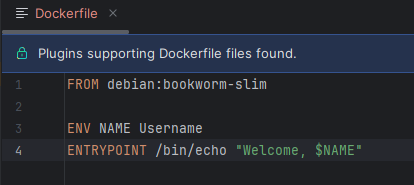 Dockerfile
Plugins supporting Dockerfile files found.
1 FROM debian:bookworm-slim
2
3 ENV NAME Username
4 ENTRYPOINT /bin/echo "Welcome, $NAME"